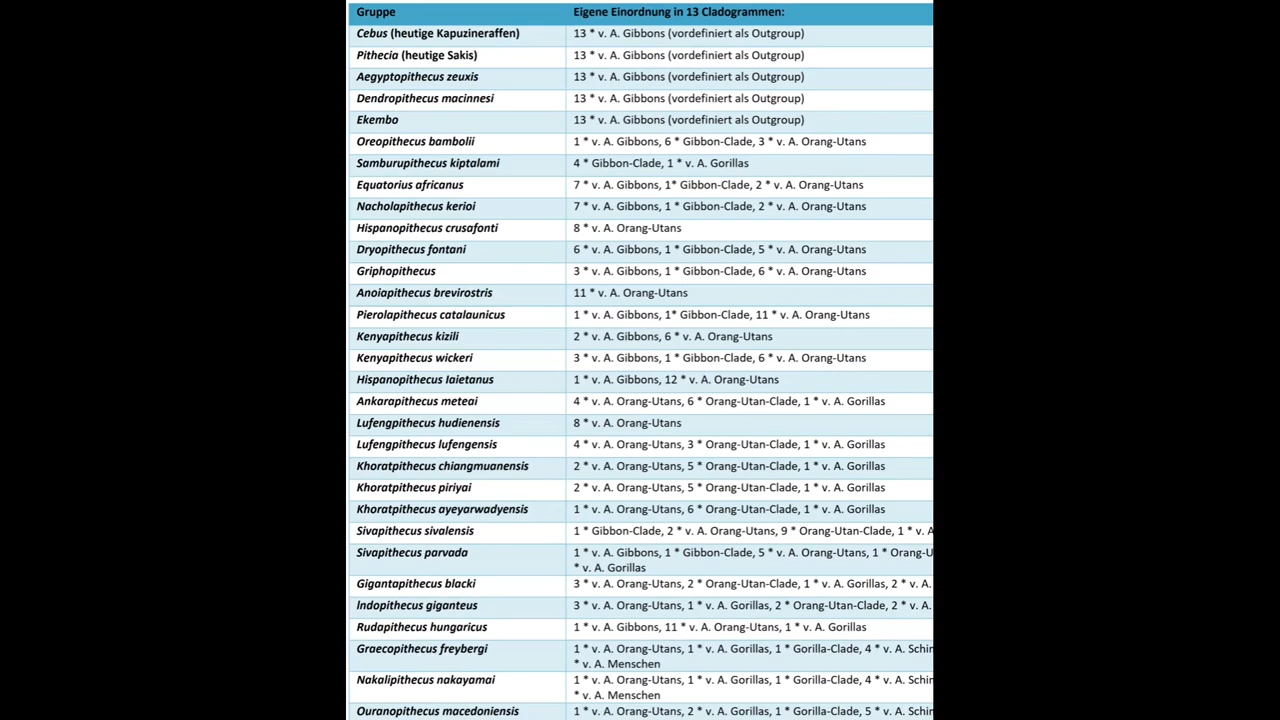 Gruppe Eigene Einordnung in 13 Cladogrammen:
Cebus (heutige Kapuzineraffen) 13 * v. A. Gibbons (vordefiniert als Outgroup)
Pithecia (heutige Sakis) 13 * v. A. Gibbons (vordefiniert als Outgroup)
Aegyptopithecus zeuxis 13 * v. A. Gibbons (vordefiniert als Outgroup)
Dendropithecus macinnesi 13 * v. A. Gibbons (vordefiniert als Outgroup)
Ekembo 13 * v. A. Gibbons (vordefiniert als Outgroup)
Oreopithecus bambolii 1 * v. A. Gibbons, 6 * Gibbon-Clade, 3 * v. A. Orang-Utans
Samburupithecus kiptalami 4 * Gibbon-Clade, 1 * v. A. Gorillas
Equatorius africanus 7 * v. A. Gibbons, 1* Gibbon-Clade, 2 * v. A. Orang-Utans
Nacholapithecus kerioi 7 * v. A. Gibbons, 1 * Gibbon-Clade, 2 * v. A. Orang-Utans
Hispanopithecus crusafonti 8 * v. A. Orang-Utans
Dryopithecus fontani 6 * v. A. Gibbons, 1 * Gibbon-Clade, 5 * v. A. Orang-Utans
Griphopithecus 3 * v. A. Gibbons, 1 * Gibbon-Clade, 6 * v. A. Orang-Utans
Anoiapithecus brevirostris 11 * v. A. Orang-Utans
Pierolapithecus catalaunicus 1 * v. A. Gibbons, 1* Gibbon-Clade, 11 * v. A. Orang-Utans
Kenyapithecus kizili 2 * v. A. Gibbons, 6 * v. A. Orang-Utans
Kenyapithecus wickeri 3 * v. A. Gibbons, 1 * Gibbon-Clade, 6 * v. A. Orang-Utans
Hispanopithecus Iaietanus 1 * v. A. Gibbons, 12 * v. A. Orang-Utans
Ankarapithecus meteai 4 * v. A. Orang-Utans, 6 * Orang-Utan-Clade, 1 * v. A. Gorillas
Lufengpithecus hudienensis 8 * v. A. Orang-Utans
Lufengpithecus lufengensis 4 * v. A. Orang-Utans, 3 * Orang-Utan-Clade, 1 * v. A. Gorillas
Khoratpithecus chiangmuanensis 2 * v. A. Orang-Utans, 5 * Orang-Utan-Clade, 1 * v. A. Gorillas
Khoratpithecus piriyai 2 * v. A. Orang-Utans, 5 * Orang-Utan-Clade, 1 * v. A. Gorillas
Khoratpithecus ayeyarwadyensis 1 * v. A. Orang-Utans, 6 * Orang-Utan-Clade, 1 * v. A. Gorillas
Sivapithecus sivalensis 1 * Gibbon-Clade, 2 * v. A. Orang-Utans, 9 * Orang-Utan-Clade, 1 * v. A
Sivapithecus parvada 1 * v. A. Gibbons, 1 * Gibbon-Clade, 5 * v. A. Orang-Utans, 1 * Orang-U
* v. A. Gorillas
Gigantapithecus blacki 3 * v. A. Orang-Utans, 2 * Orang-Utan-Clade, 1 * v. A. Gorillas, 2 * v. A.
Indopithecus giganteus 3 * v. A. Orang-Utans, 1 * v. A. Gorillas, 2 * Orang-Utan-Clade, 2 * v. A.
Rudapithecus hungaricus 1 * v. A. Gibbons, 11 * v. A. Orang-Utans, 1 * v. A. Gorillas
Graecopithecus freybergi 1 * v. A. Orang-Utans, 1 * v. A. Gorillas, 1 * Gorilla-Clade, 4 * v. A. Schin
* v. A. Menschen
Nakalipithecus nakayamai 1 * v. A. Orang-Utans, 1 * v. A. Gorillas, 1 * Gorilla-Clade, 4 * v. A. Schin
* v. A. Menschen
Ouranopithecus macedoniensis 1 * v. A. Orang-Utans, 2 * v. A. Gorillas, 1 * Gorilla-Clade, 5 * v. A. Schin